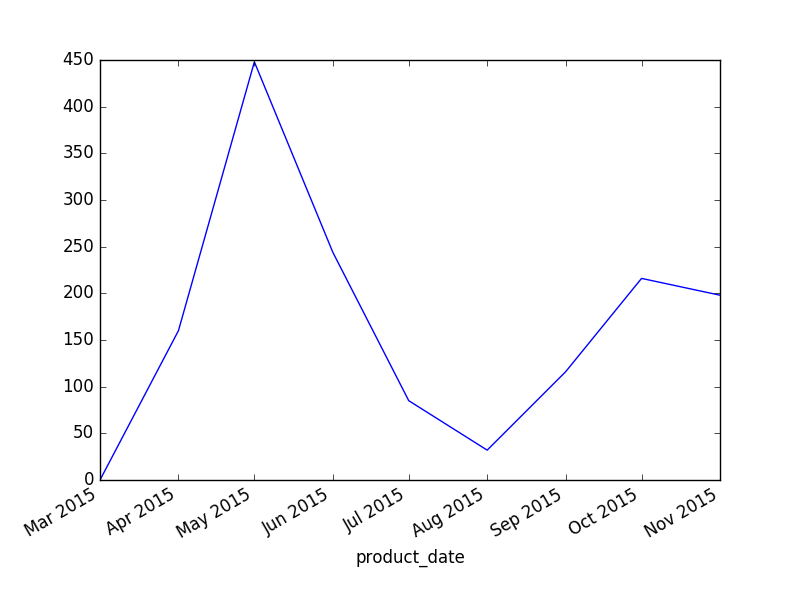 450
400
350
300
250
200
150
100
50
0
Mar 2015
Apr 2015
May 2015
Jun 2015
Jul 2015
Aug 2015
Sep 2015
Oct 2015
Nov 2015
product_date